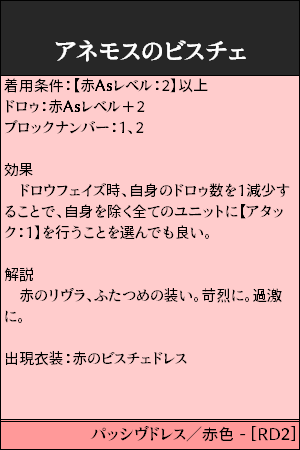 アネモスのビスチェ
着用条件：【赤Asレベル：2】以上
ドロゥ：赤Asレベル＋2
ブロックナンバー：1、2
効果
　ドロウフェイズ時、自身のドロゥ数を1減少す
ることで、自身を除く全てのユニットに【アタッ
ク：1】を行うことを選んでも良い。
解説
　赤のリヴラ、ふたつめの装い。苛烈に。過激
に。
出現衣装：赤のビスチェドレス
パッシヴドレス／赤色 - [RD2]